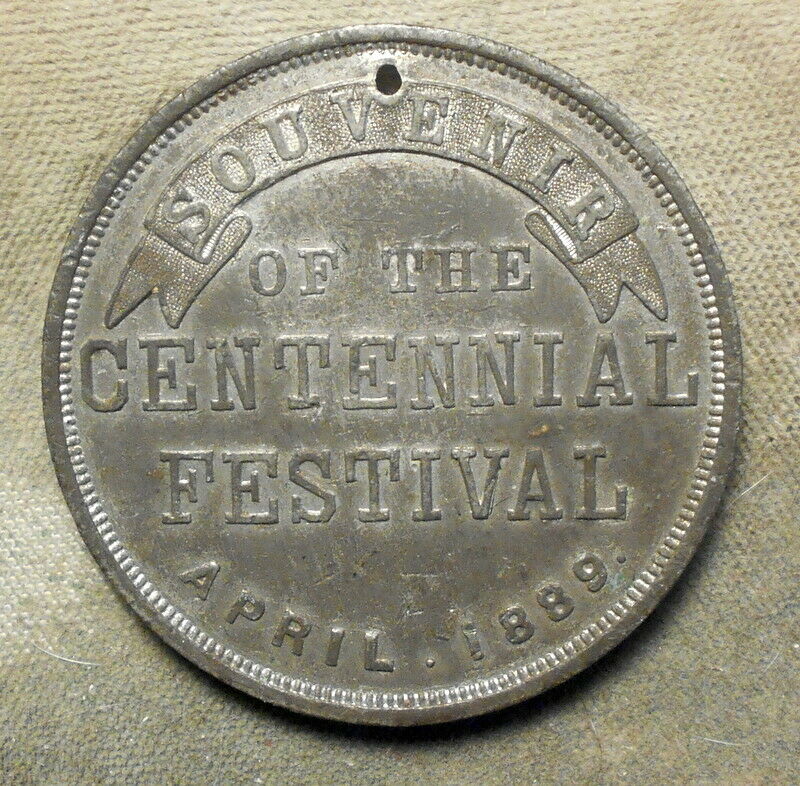 SOUVENIR
OF THE
CENTENNIAL
FESTIVAL
APRIL. 1889.